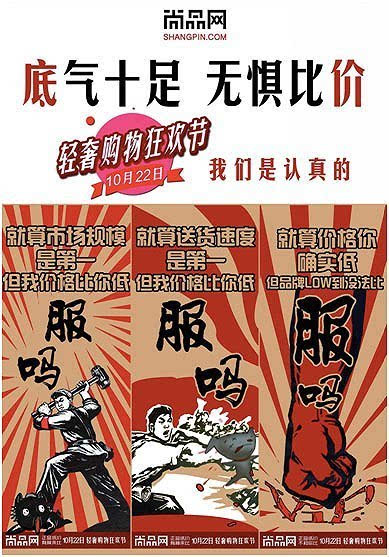 尚品网
SHANGPIN.COM
底气十足 无惧比价
轻奢购物狂欢节
10月22日
我们是认真的
就算市场规模
是第一
但我价格比你低
服
吗
尚品网
10月22日 轻奢购物狂欢节
就算送货速度
是第一
但我价格比你低
服
吗
尚品网
10月22日 轻奢购物狂欢节
就算价格你
确实低
但品牌LOW到没法比
服
吗
尚品网
10月22日 轻奢购物狂欢节